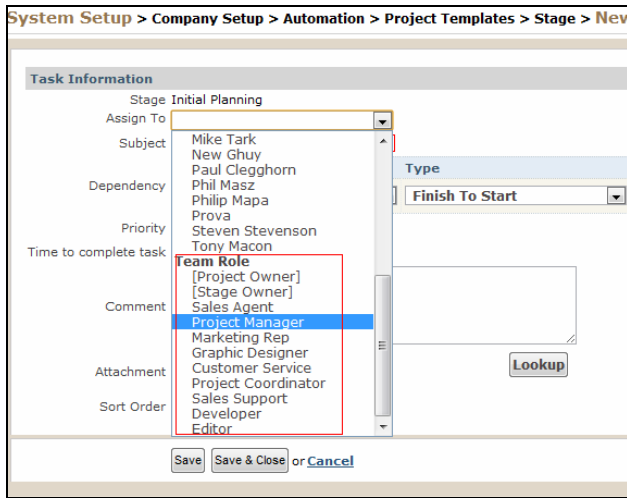 System Setup > Company Setup > Automation > Project Templates > Stage > New
Task Information
Stage Initial Planning
Assign To
Subject
Mike Tark
New Ghuy
Paul Clegghorn
Phil Masz
Philip Mapa
Prova
Steven Stevenson
Tony Macon
Team Role
[Project Owner]
[Stage Owner]
Sales Agent
Project Manager
Marketing Rep
Graphic Designer
Customer Service
Project Coordinator
Sales Support
Developer
Editor
Type
Dependency
Finish To Start
Priority
Time to complete task
Comment
Attachment
Lookup
Sort Order
Save Save & Close or Cancel